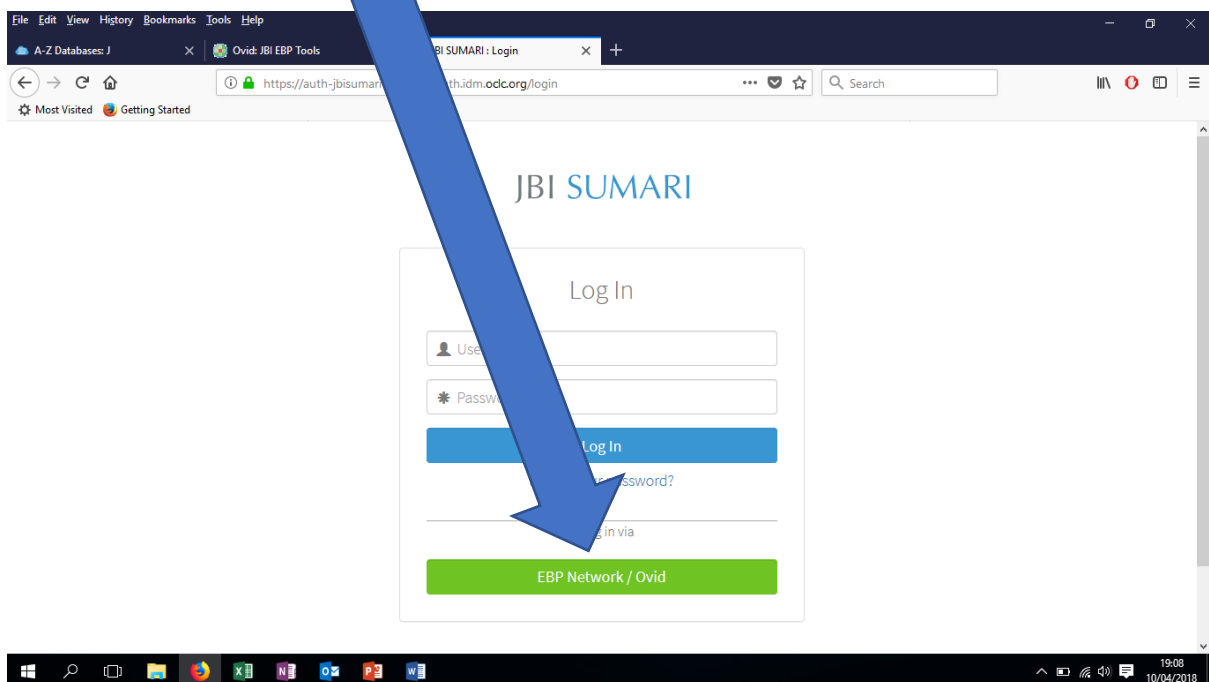 File Edit View History Bookmarks Tools Help
A-Z Databases: J Ovid: JBI EBP Tools BI SUMARI : Login
https://auth-jbisumari th.idm.oclc.org/login Search
Most Visited Getting Started
JBI SUMARI
Log In
Use
Passw
Log In
ssword?
in via
EBP Network / Ovid
19:08
10/04/2018